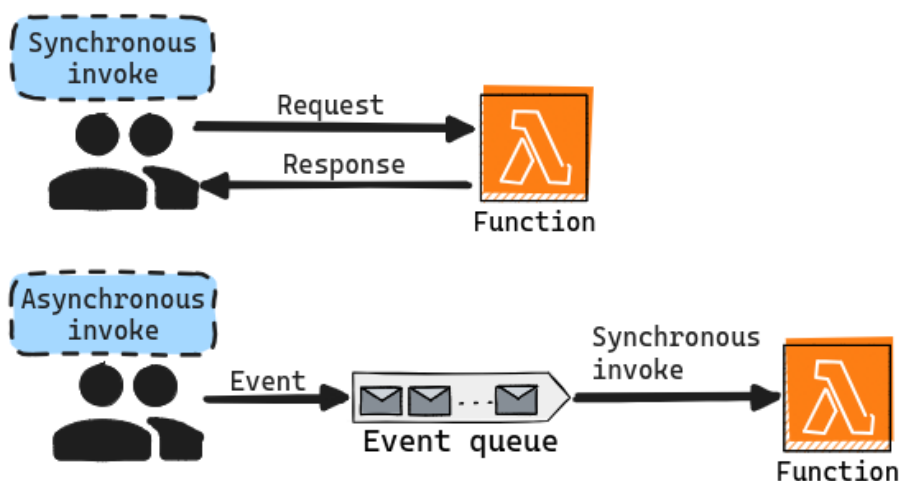 Synchronous
invoke
Request
Response
Function
Asynchronous
invoke
Event
Event queue
Synchronous
invoke
Function